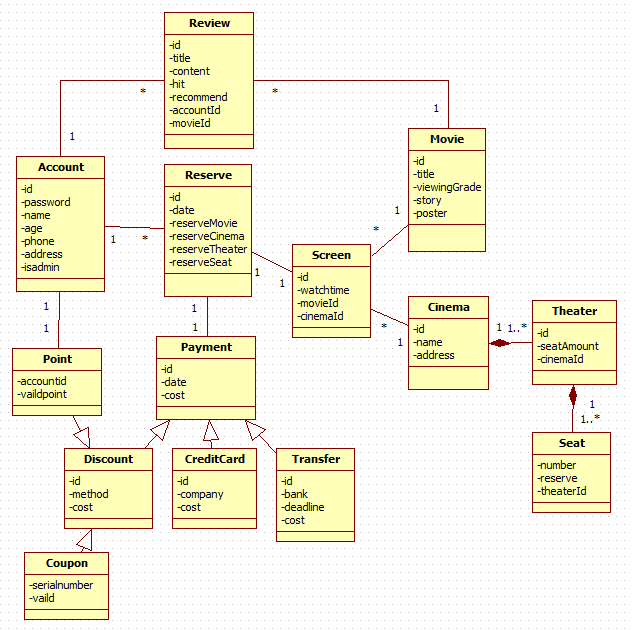 Review
-id
-title
-content
-hit
-recommend
-accountId
-movieId
*
*
1
1
Account
-id
-password
-name
-age
-phone
-address
-isadmin
Reserve
-id
-date
-reserveMovie
-reserveCinema
-reserveTheater
-reserveSeat
Movie
-id
-title
-viewingGrade
-story
-poster
1
*
1
*
1
1
Screen
-id
-watchtime
-movieId
-cinemaId
*
1
Cinema
-id
-name
-address
1
1..*
Theater
-id
-seatAmount
-cinemaId
1
1
1
1
Point
-accountid
-vaildpoint
Payment
-id
-date
-cost
1
1..*
Seat
-number
-reserve
-theaterId
Discount
-id
-method
-cost
CreditCard
-id
-company
-cost
Transfer
-id
-bank
-deadline
-cost
Coupon
-serialnumber
-vaild